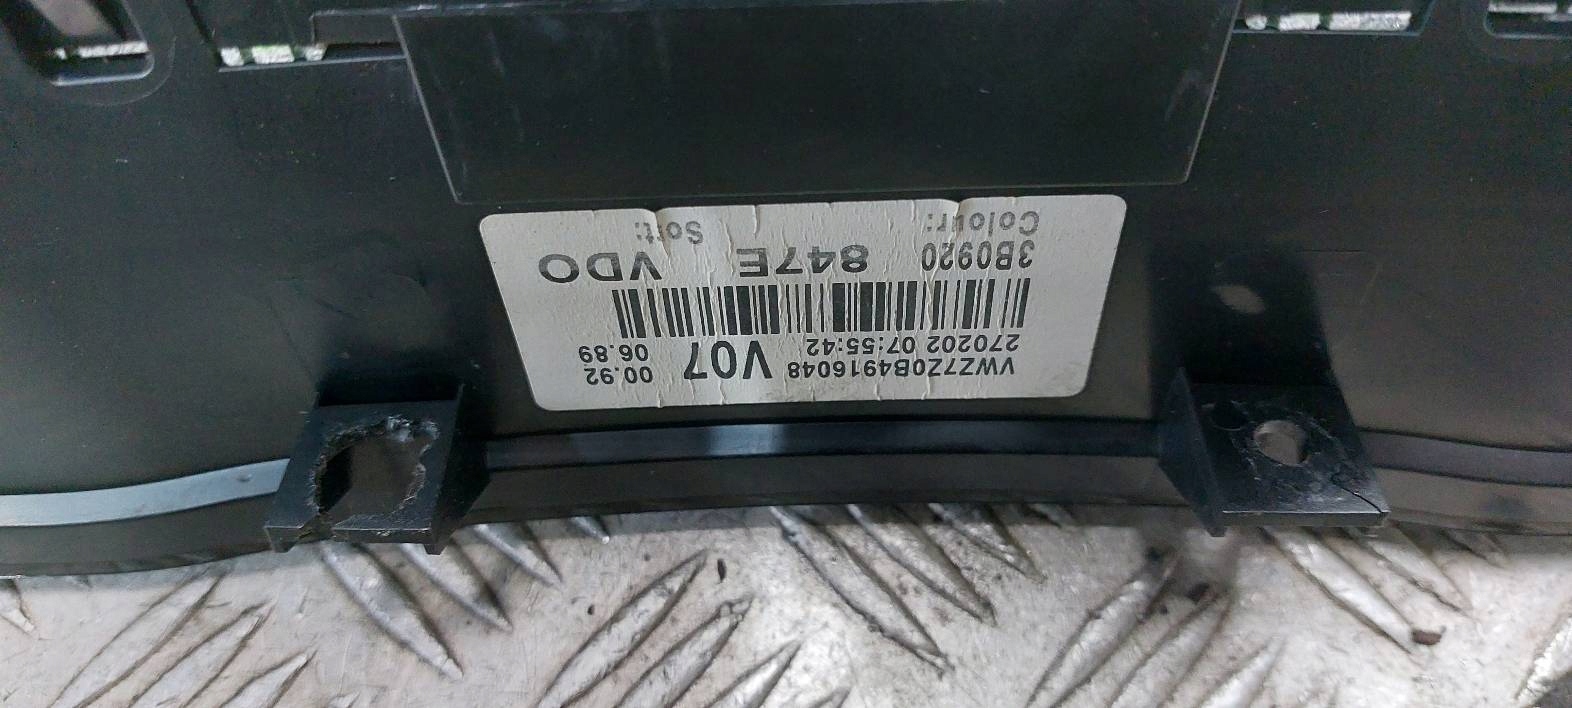 VWZ7Z0B4916048 V07 00.92
270202 07:55:42 06.89
3B0920 847E VDO
Colour: Sort: